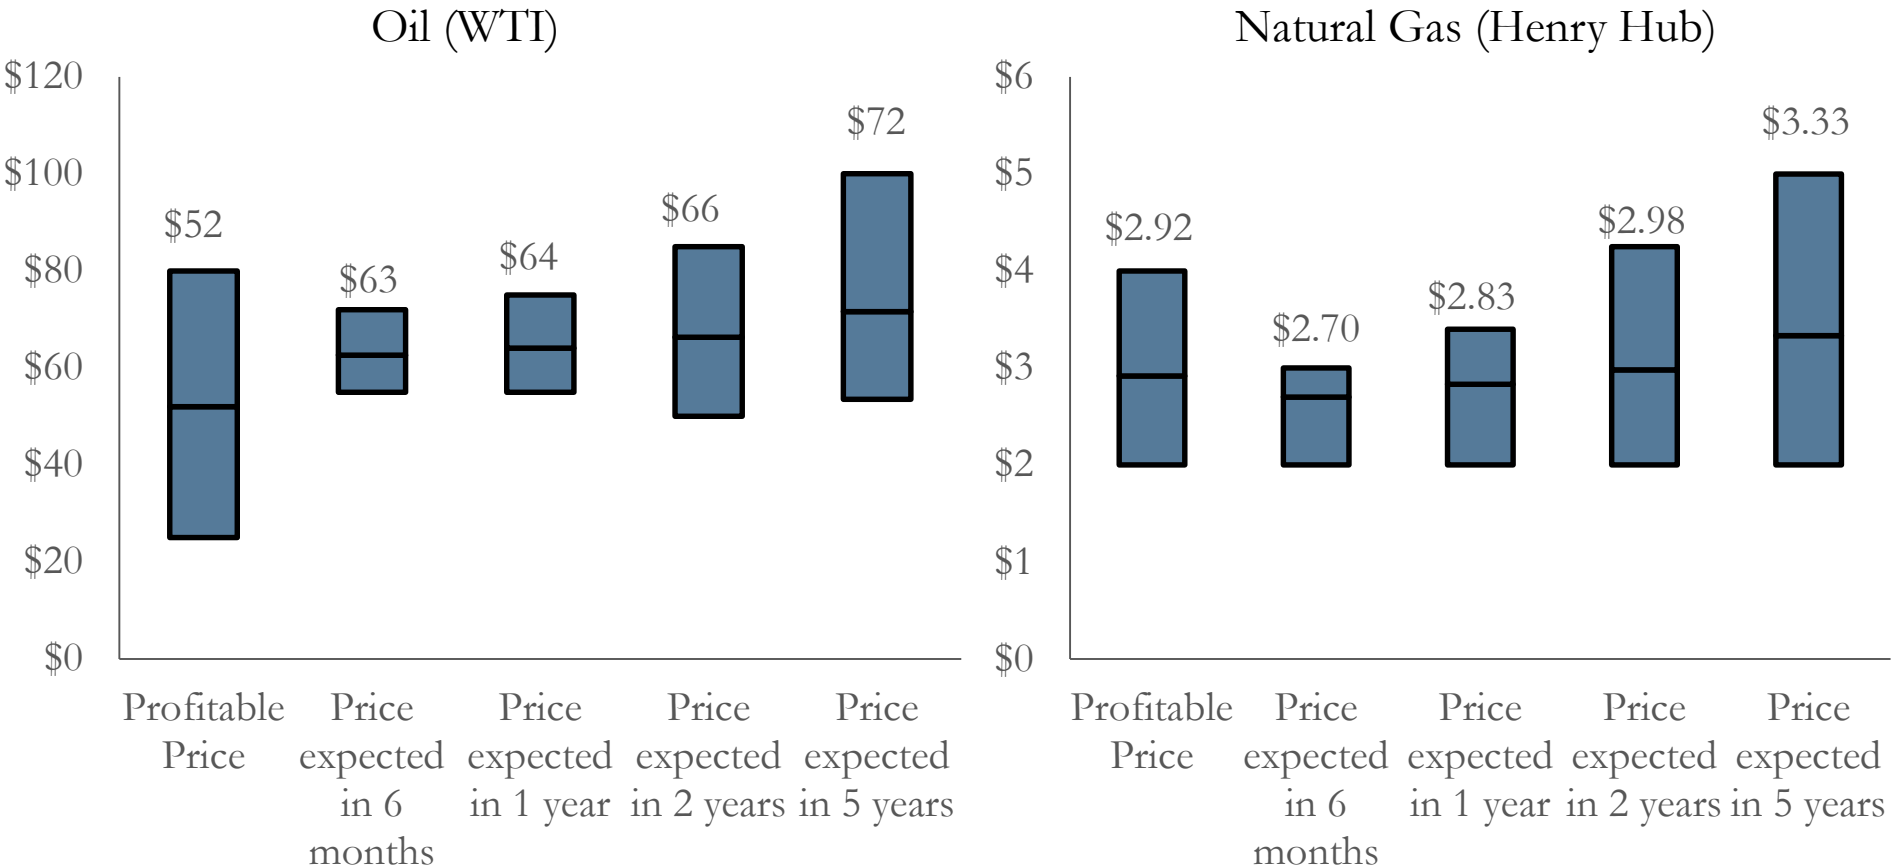 Oil (WTI)
$120
$100
$80
$60
$40
$20
$0
$52
$63
$64
$66
$72
Profitable
Price
Price
expected
in 6
months
Price
expected
in 1 year
Price
expected
in 2 years
Price
expected
in 5 years
Natural Gas (Henry Hub)
$6
$5
$4
$3
$2
$1
$0
$2.92
$2.70
$2.83
$2.98
$3.33
Profitable
Price
Price
expected
in 6
months
Price
expected
in 1 year
Price
expected
in 2 years
Price
expected
in 5 years